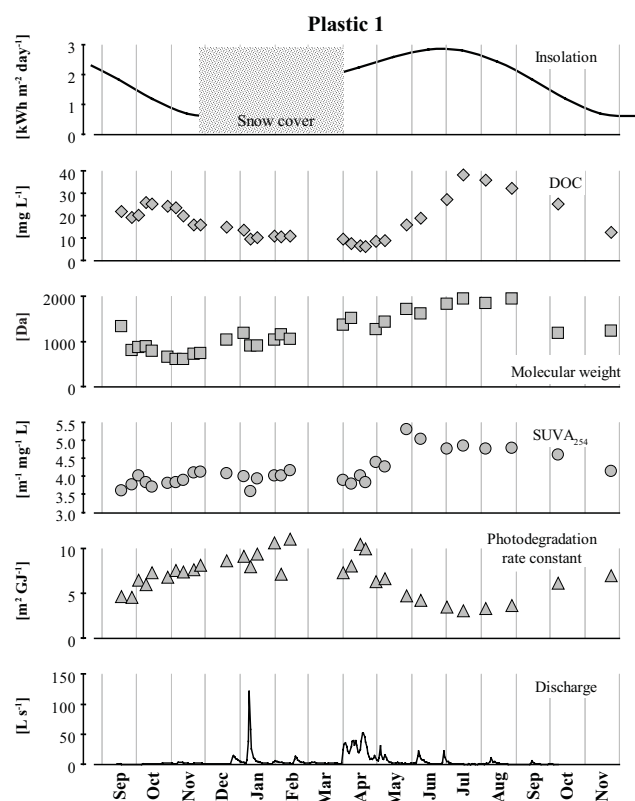 Plastic 1
[kWh m⁻² day⁻¹]
3
2
1
0
Insolation
Snow cover
[mg L⁻¹]
40
30
20
10
0
DOC
[Da]
2000
1000
0
Molecular weight
[m⁻¹ mg⁻¹ L]
5.5
5.0
4.5
4.0
3.5
3.0
SUVA₂₅₄
[m² GJ⁻¹]
10
5
0
Photodegradation
rate constant
[L s⁻¹]
150
100
50
0
Discharge
Sep Oct Nov Dec Jan Feb Mar Apr May Jun Jul Aug Sep Oct Nov